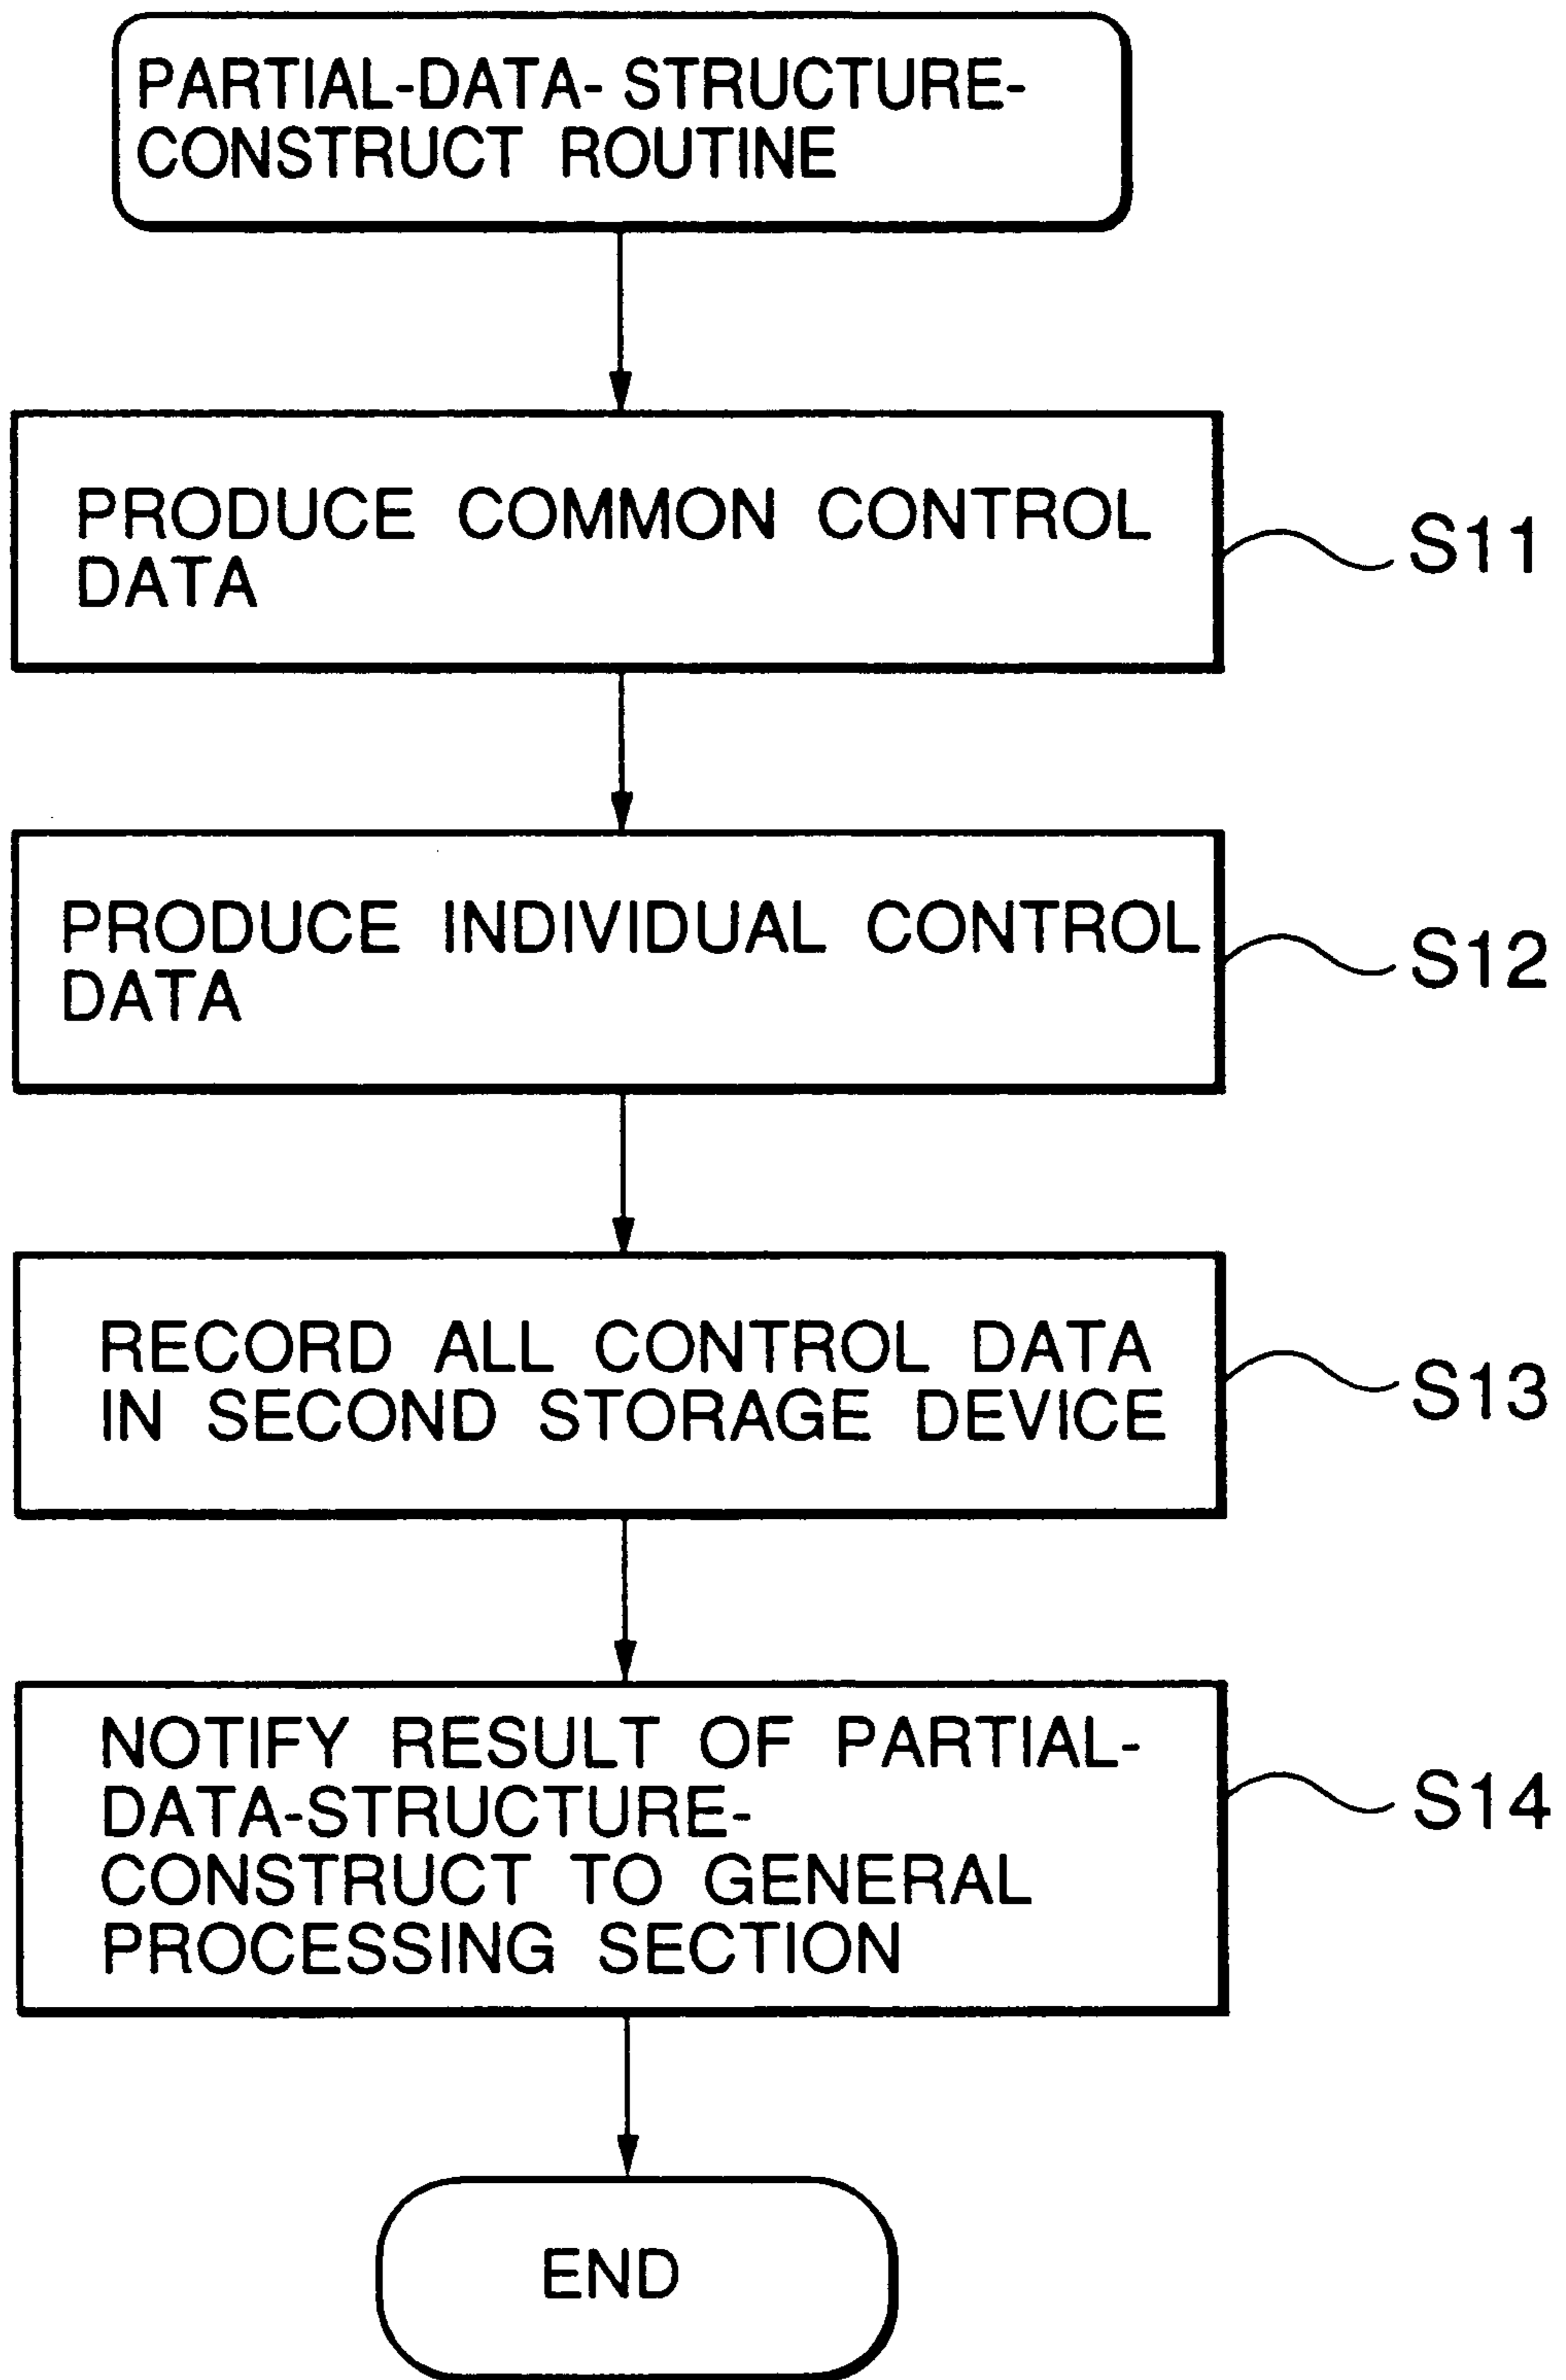 PARTIAL-DATA-STRUCTURE-
CONSTRUCT ROUTINE
PRODUCE COMMON CONTROL
DATA
S11
PRODUCE INDIVIDUAL CONTROL
DATA
S12
RECORD ALL CONTROL DATA
IN SECOND STORAGE DEVICE
S13
NOTIFY RESULT OF PARTIAL-
DATA-STRUCTURE-
CONSTRUCT TO GENERAL
PROCESSING SECTION
S14
END